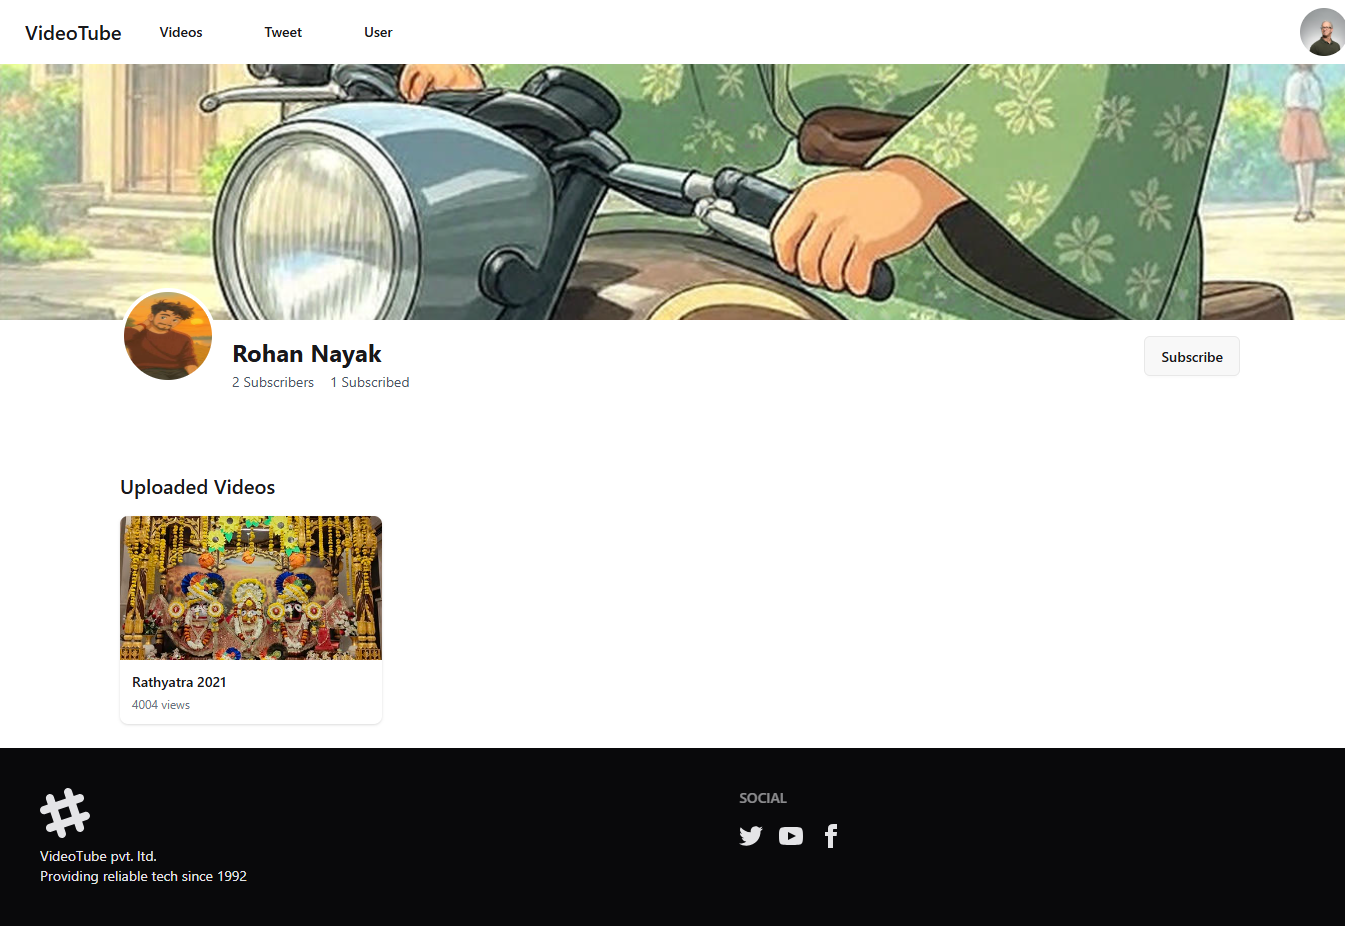 VideoTube
Videos
Tweet
User
Rohan Nayak
2 Subscribers
1 Subscribed
Subscribe
Uploaded Videos
Rathyatra 2021
4004 views
VideoTube pvt. ltd.
Providing reliable tech since 1992
SOCIAL